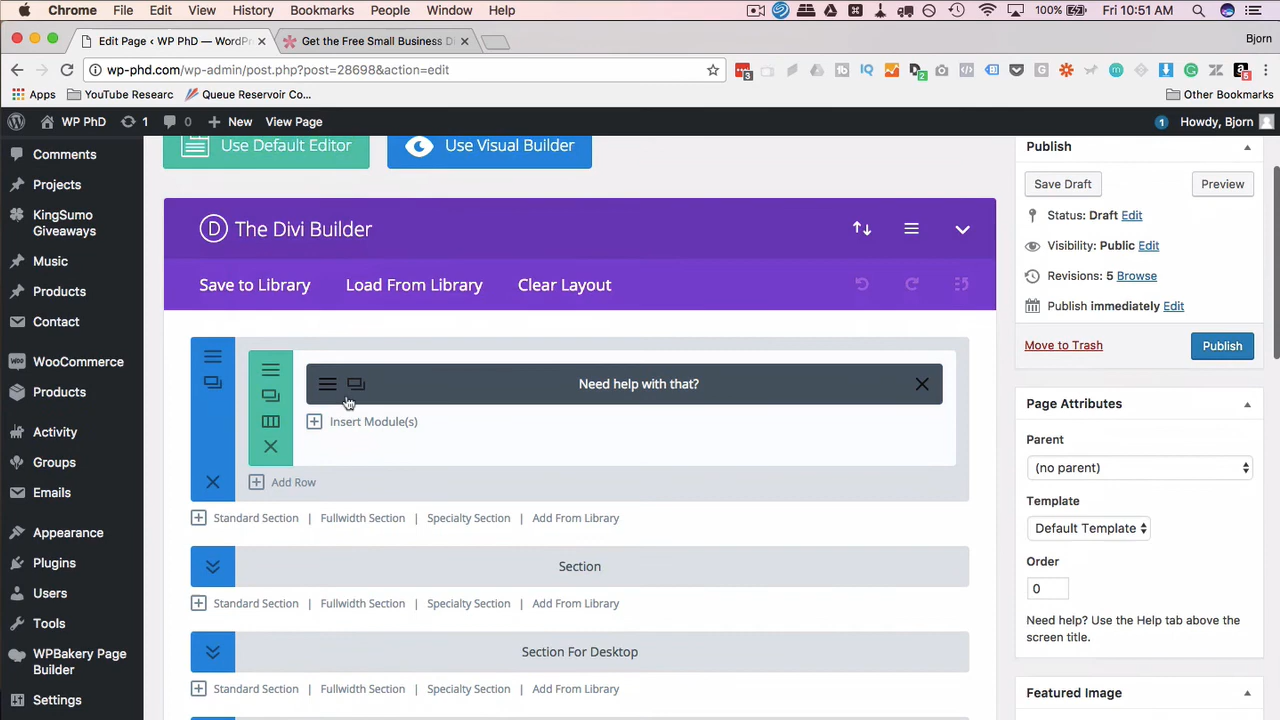 Chrome File Edit View History Bookmarks People Window Help 100% Fri 10:51 AM
Edit Page ‹ WP PhD — WordPr Get the Free Small Business D Bjorn
wp-phd.com/wp-admin/post.php?post=28698&action=edit
Apps YouTube Researc Queue Reservoir Co... Other Bookmarks
WP PhD 1 0 New View Page 1 Howdy, Bjorn
Comments
Projects
KingSumo
Giveaways
Music
Products
Contact
WooCommerce
Products
Activity
Groups
Emails
Appearance
Plugins
Users
Tools
WPBakery Page
Builder
Settings
Use Default Editor Use Visual Builder
D The Divi Builder
Save to Library Load From Library Clear Layout
Need help with that?
Insert Module(s)
Add Row
Standard Section | Fullwidth Section | Specialty Section | Add From Library
Section
Standard Section | Fullwidth Section | Specialty Section | Add From Library
Section For Desktop
Standard Section | Fullwidth Section | Specialty Section | Add From Library
Publish
Save Draft Preview
Status: Draft Edit
Visibility: Public Edit
Revisions: 5 Browse
Publish immediately Edit
Move to Trash Publish
Page Attributes
Parent
(no parent)
Template
Default Template
Order
0
Need help? Use the Help tab above the
screen title.
Featured Image